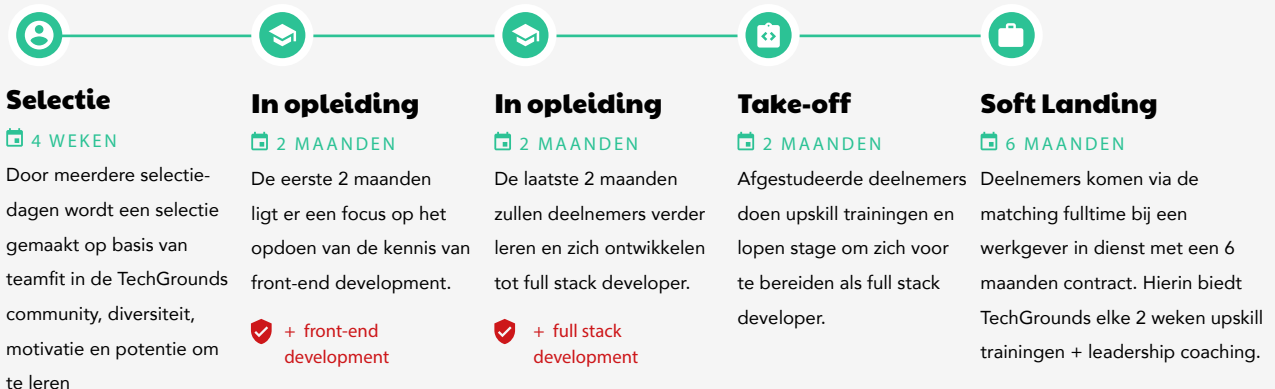 Selectie
4 WEKEN
Door meerdere selectie-
dagen wordt een selectie
gemaakt op basis van
teamfit in de TechGrounds
community, diversiteit,
motivatie en potentie om
te leren
In opleiding
2 MAANDEN
De eerste 2 maanden
ligt er een focus op het
opdoen van de kennis van
front-end development.
+ front-end
development
In opleiding
2 MAANDEN
De laatste 2 maanden
zullen deelnemers verder
leren en zich ontwikkelen
tot full stack developer.
+ full stack
development
Take-off
2 MAANDEN
Afgestudeerde deelnemers
doen upskill trainingen en
lopen stage om zich voor
te bereiden als full stack
developer.
Soft Landing
6 MAANDEN
Deelnemers komen via de
matching fulltime bij een
werkgever in dienst met een 6
maanden contract. Hierin biedt
TechGrounds elke 2 weken upskill
trainingen + leadership coaching.